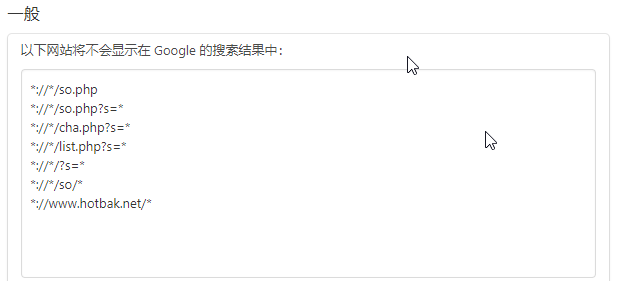 一般
以下网站将不会显示在 Google 的搜索结果中：
*://*/so.php
*://*/so.php?s=*
*://*/cha.php?s=*
*://*/list.php?s=*
*://*/?s=*
*://*/so/*
*://www.hotbak.net/*